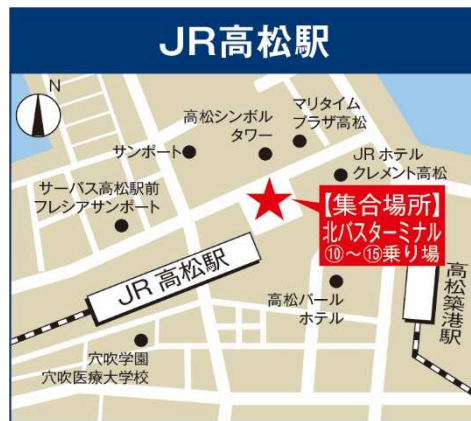 JR高松駅
N
マリタイム
プラザ高松
高松シンボル
タワー
サンポート
JRホテル
クレメント高松
サーパス高松駅前
フレシアサンポート
【集合場所】
北バスターミナル
⑩～⑮乗り場
JR 高松駅
高松パール
ホテル
高松築港駅
穴吹学園
穴吹医療大学校